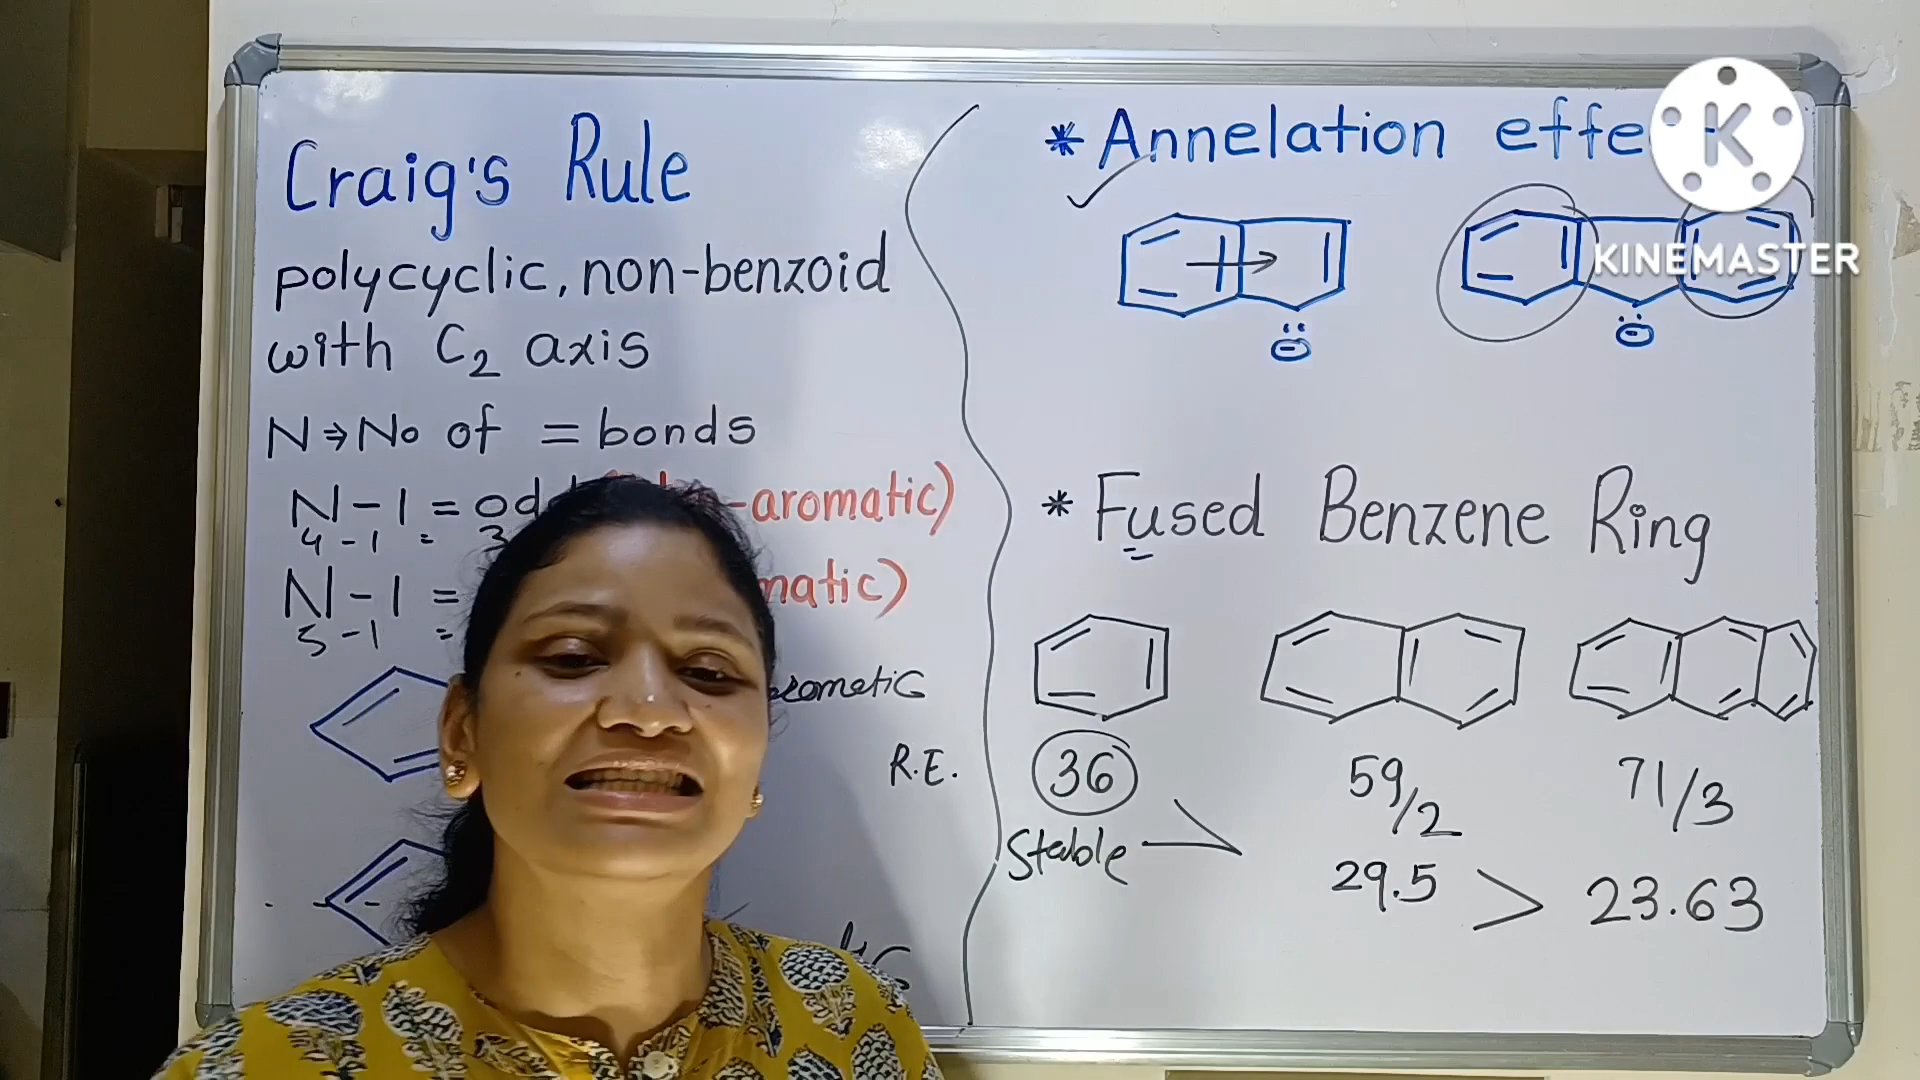 Craig's Rule
polycyclic, non-benzoid
with C₂ axis
N ⇒ No of = bonds
N - 1 = odd -aromatic)
4 - 1 = 3
N - 1 = matic)
5 - 1 =
R.E.
* Annelation effe
K
KINEMASTER
* Fused Benzene Ring
36
Stable
59/2
29.5 >
71/3
23.63